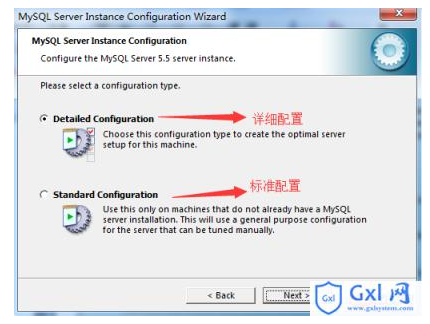 MySQL Server Instance Configuration Wizard
MySQL Server Instance Configuration
Configure the MySQL Server 5.5 server instance.
Please select a configuration type.
Detailed Configuration
详细配置
Choose this configuration type to create the optimal server
setup for this machine.
Standard Configuration
标准配置
Use this only on machines that do not already have a MySQL
server installation. This will use a general purpose configuration
for the server that can be tuned manually.
< Back
Next >
Gxl
Gxl 网
www.gxlsystem.com